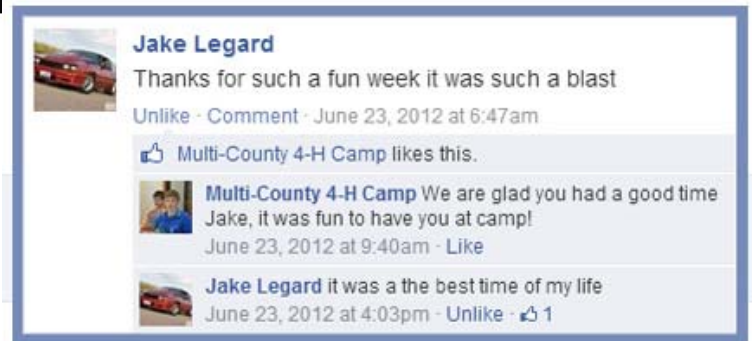 Jake Legard
Thanks for such a fun week it was such a blast
Unlike · Comment · June 23, 2012 at 6:47am
Multi-County 4-H Camp likes this.
Multi-County 4-H Camp We are glad you had a good time
Jake, it was fun to have you at camp!
June 23, 2012 at 9:40am · Like
Jake Legard it was a the best time of my life
June 23, 2012 at 4:03pm · Unlike · 1